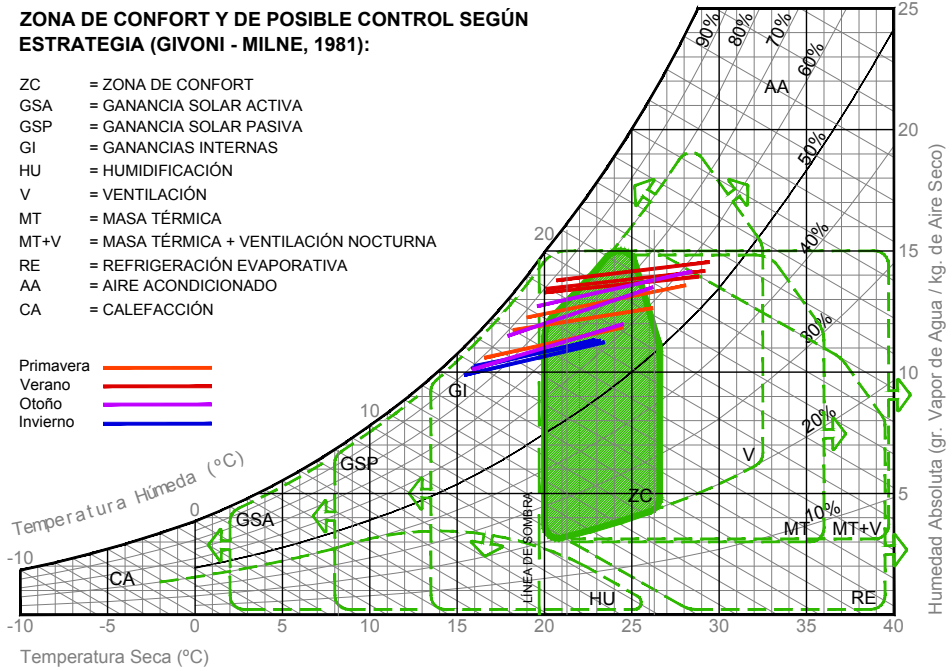 ZONA DE CONFORT Y DE POSIBLE CONTROL SEGÚN
ESTRATEGIA (GIVONI - MILNE, 1981):
ZC = ZONA DE CONFORT
GSA = GANANCIA SOLAR ACTIVA
GSP = GANANCIA SOLAR PASIVA
GI = GANANCIAS INTERNAS
HU = HUMIDIFICACIÓN
V = VENTILACIÓN
MT = MASA TÉRMICA
MT+V = MASA TÉRMICA + VENTILACIÓN NOCTURNA
RE = REFRIGERACIÓN EVAPORATIVA
AA = AIRE ACONDICIONADO
CA = CALEFACCIÓN
Primavera
Verano
Otoño
Invierno
90% 80% 70% 60% 50% 40% 30% 20% 10%
AA
GI
GSP
GSA
CA
V
ZC
MT MT+V
HU
RE
LÍNEA DE SOMBRA
Temperatura Húmeda (ºC)
-10 0 10 20
25
20
15
10
5
Humedad Absoluta (gr. Vapor de Agua / kg. de Aire Seco)
-10 -5 0 5 10 15 20 25 30 35 40
Temperatura Seca (ºC)